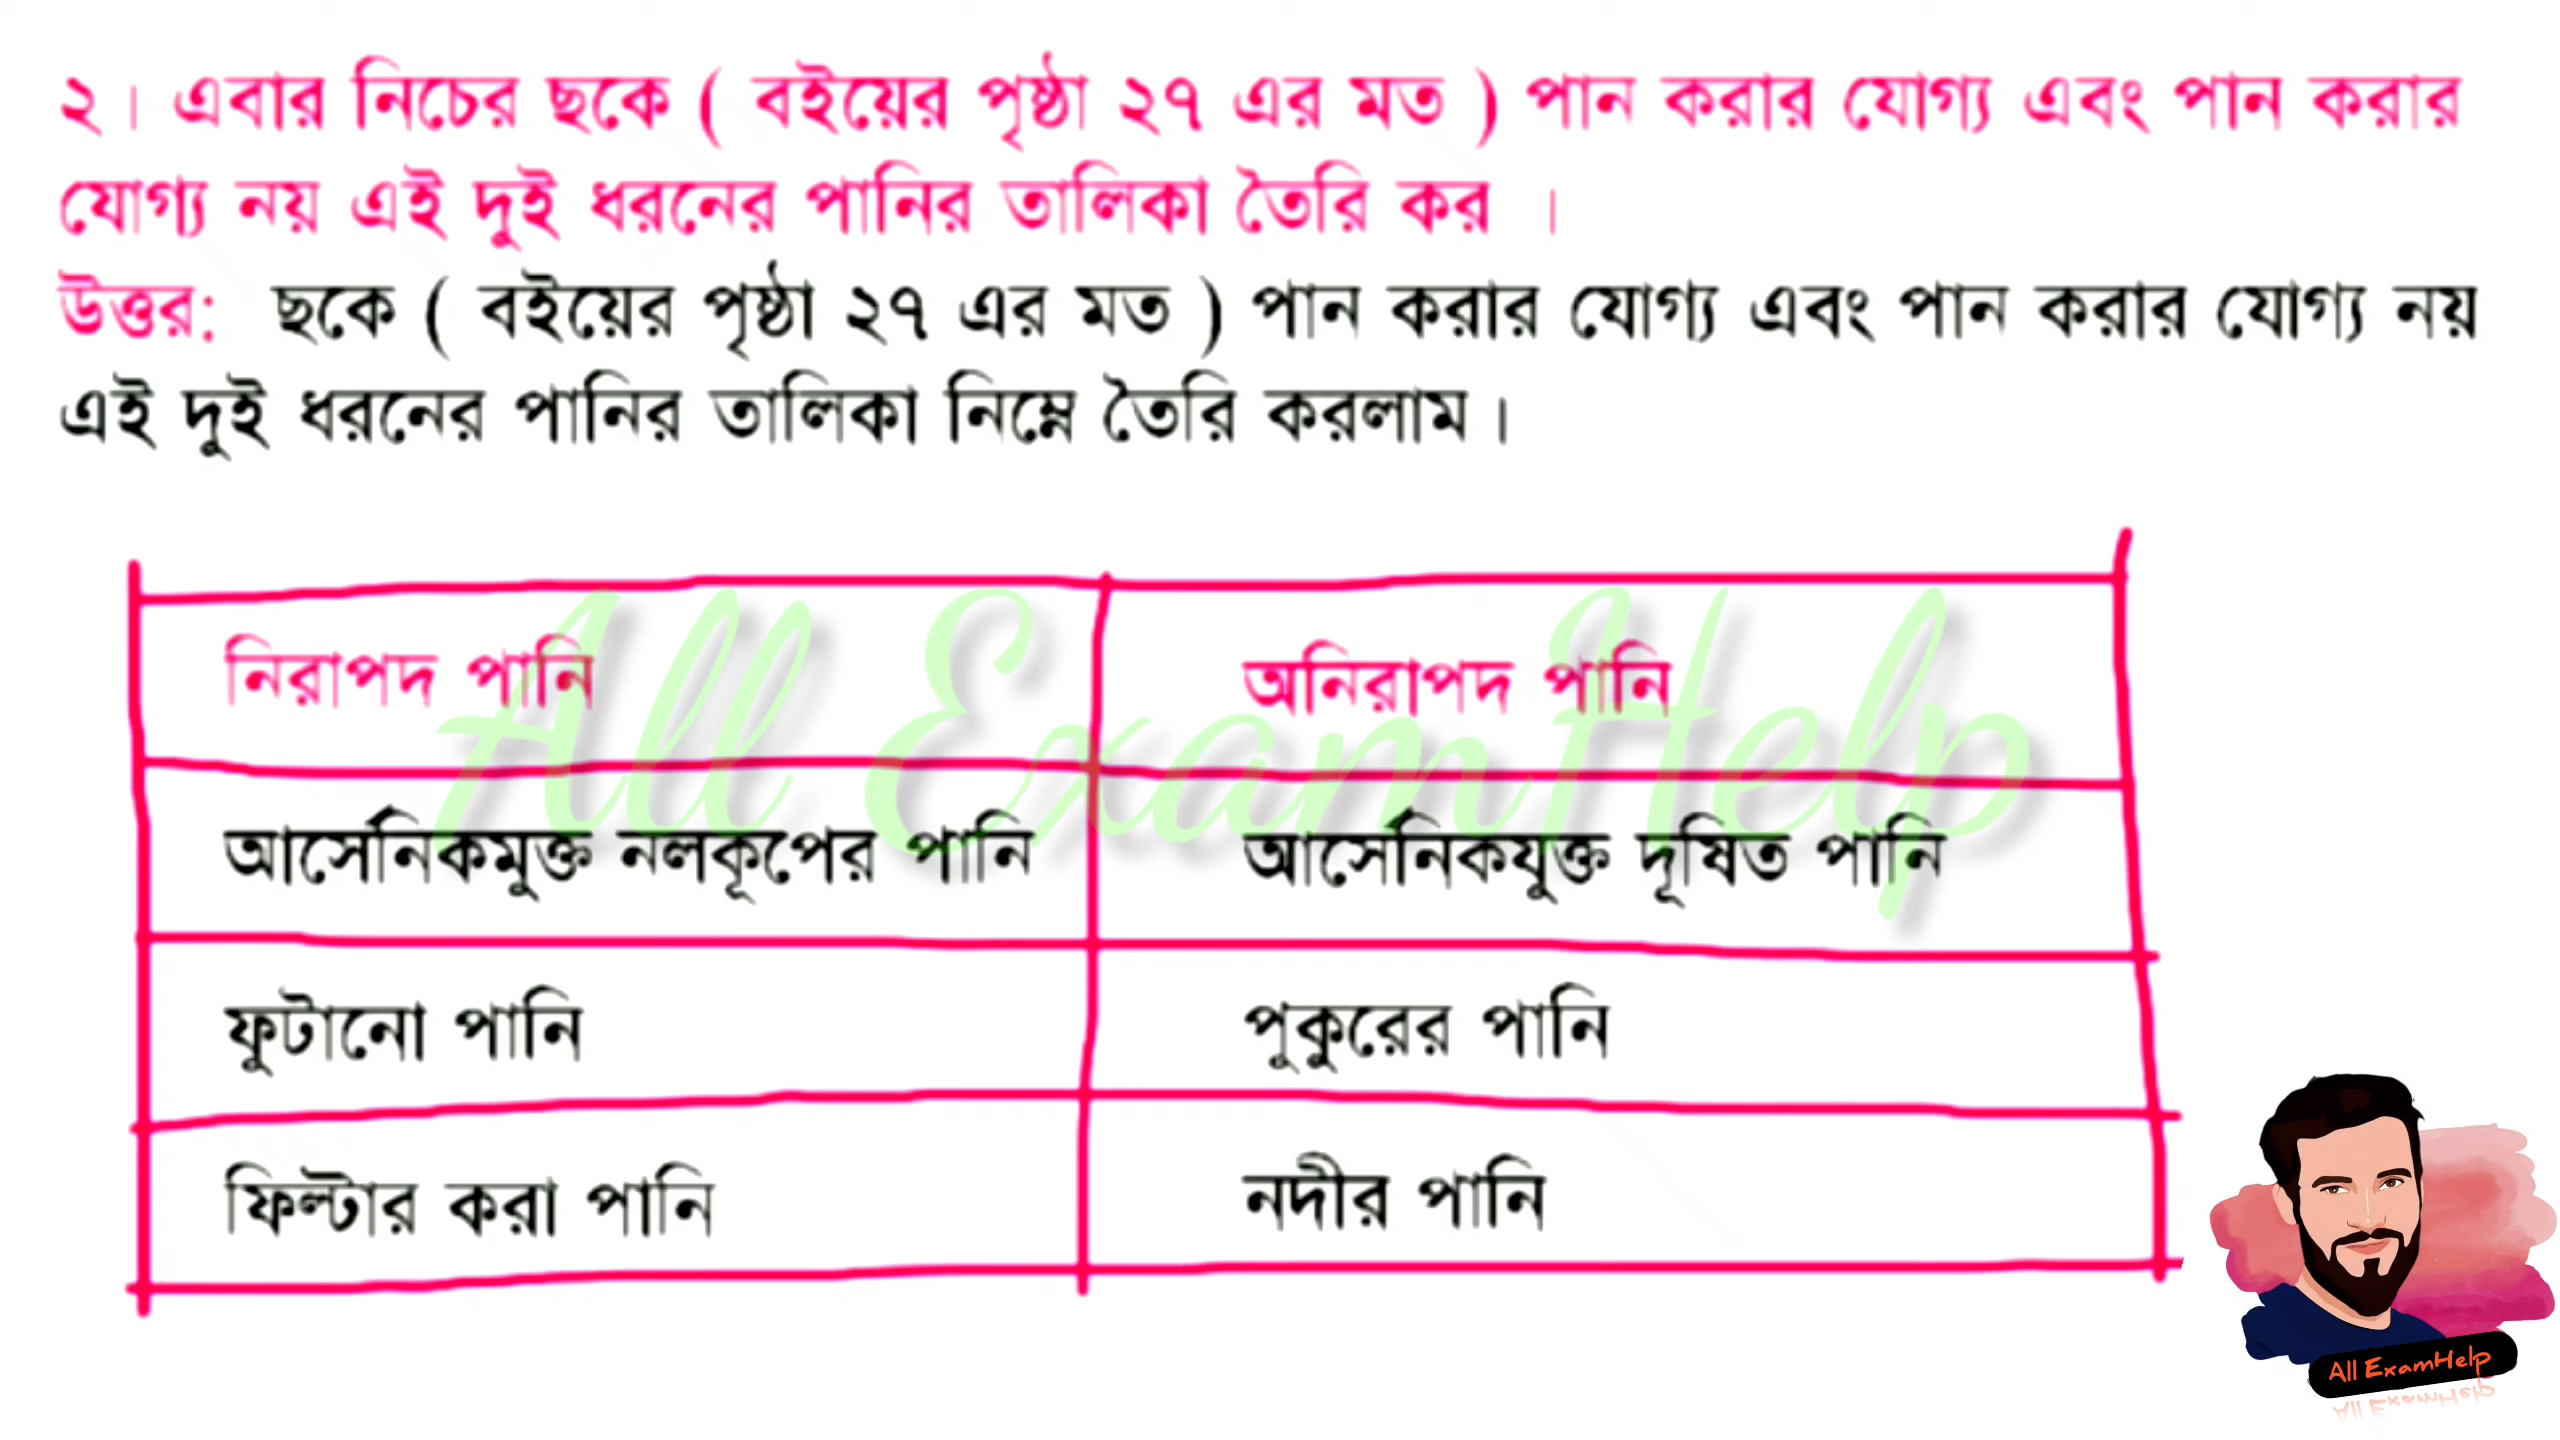 ২। এবার নিচের ছকে ( বইয়ের পৃষ্ঠা ২৭ এর মত ) পান করার যোগ্য এবং পান করার
যোগ্য নয় এই দুই ধরনের পানির তালিকা তৈরি কর ।
উত্তর: ছকে ( বইয়ের পৃষ্ঠা ২৭ এর মত ) পান করার যোগ্য এবং পান করার যোগ্য নয়
এই দুই ধরনের পানির তালিকা নিম্নে তৈরি করলাম।
নিরাপদ পানি অনিরাপদ পানি
All ExamHelp
আর্সেনিকমুক্ত নলকূপের পানি আর্সেনিকযুক্ত দূষিত পানি
ফুটানো পানি পুকুরের পানি
ফিল্টার করা পানি নদীর পানি
All ExamHelp